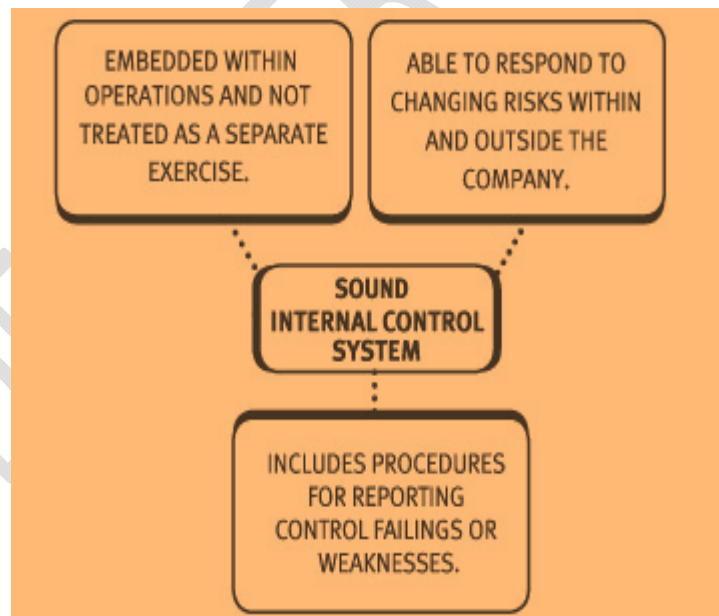 EMBEDDED WITHIN
OPERATIONS AND NOT
TREATED AS A SEPARATE
EXERCISE.
ABLE TO RESPOND TO
CHANGING RISKS WITHIN
AND OUTSIDE THE
COMPANY.
SOUND
INTERNAL CONTROL
SYSTEM
INCLUDES PROCEDURES
FOR REPORTING
CONTROL FAILINGS OR
WEAKNESSES.